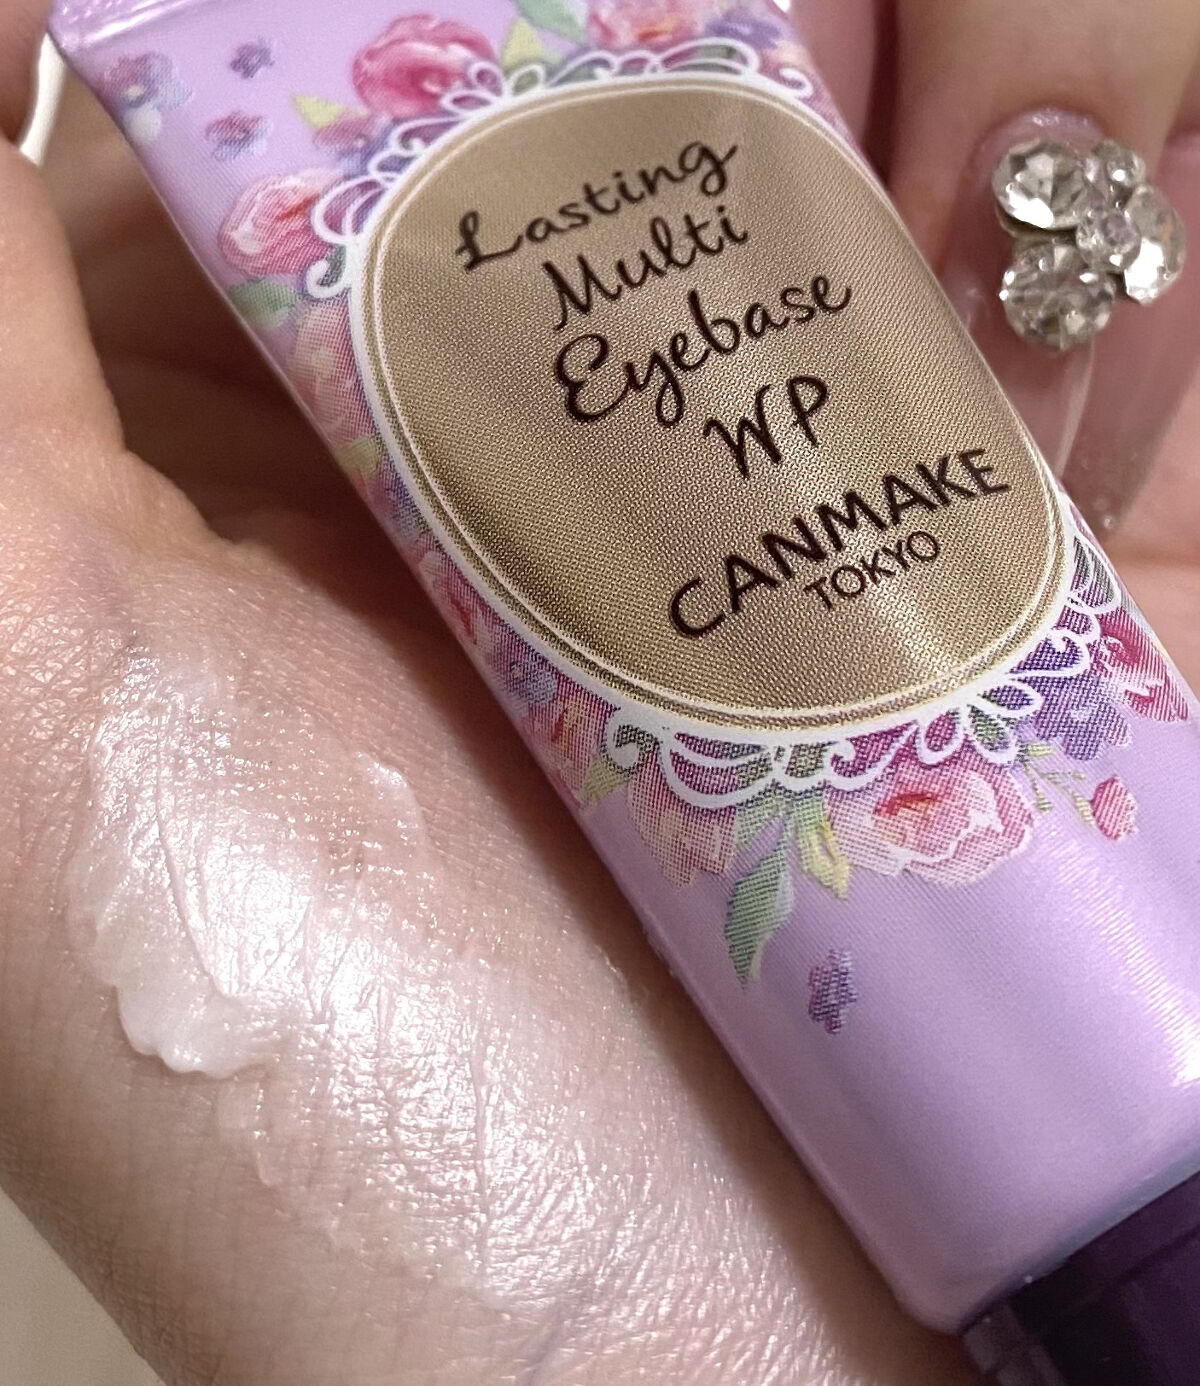 Lasting
Multi
Eyebase
WP
CANMAKE
TOKYO